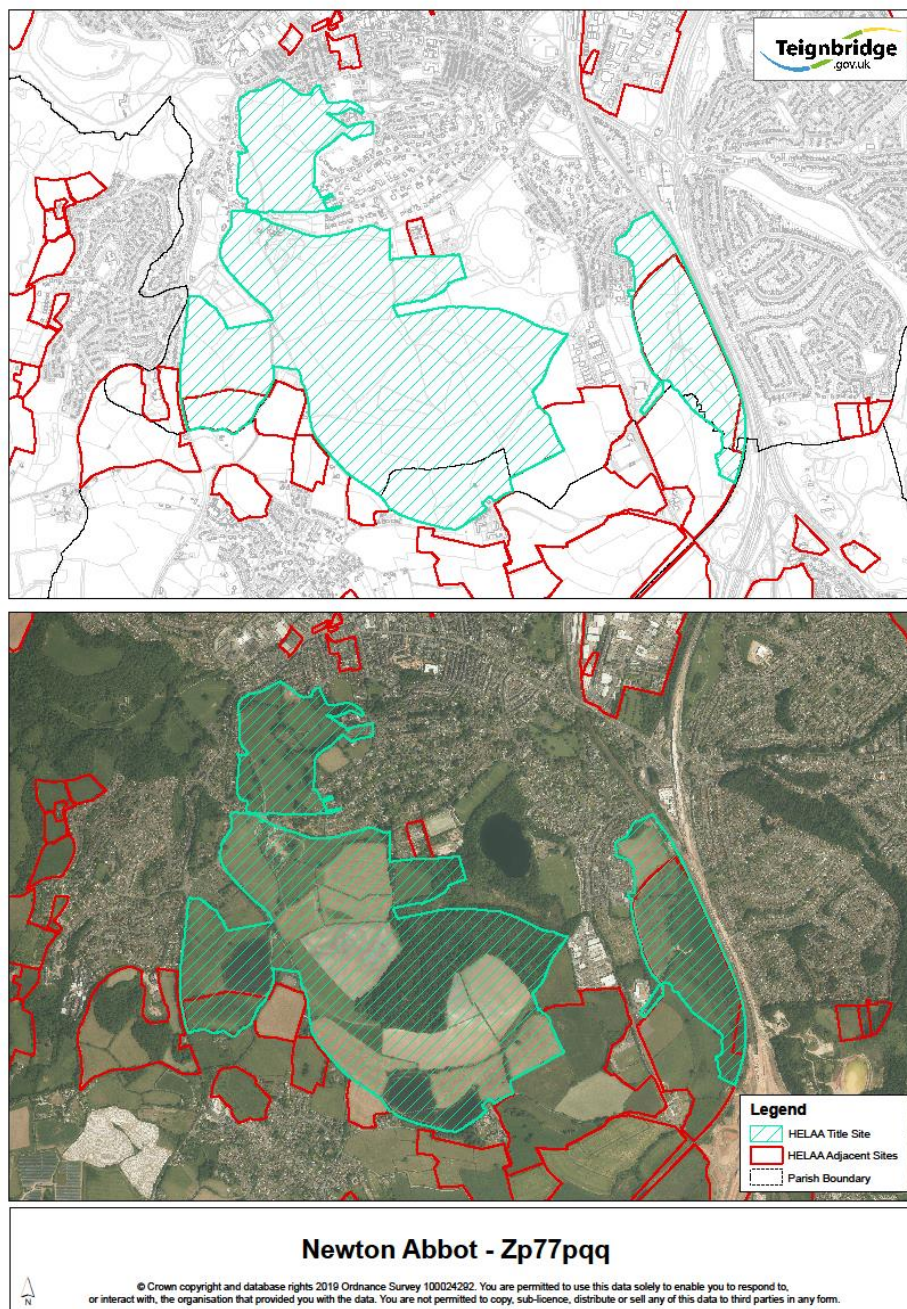 Teignbridge
.gov.uk
Legend
HELAA Title Site
HELAA Adjacent Sites
Parish Boundary
Newton Abbot - Zp77pqq
N
© Crown copyright and database rights 2019 Ordnance Survey 100024292. You are permitted to use this data solely to enable you to respond to,
or interact with, the organisation that provided you with the data. You are not permitted to copy, sub-licence, distribute or sell any of this data to third parties in any form.